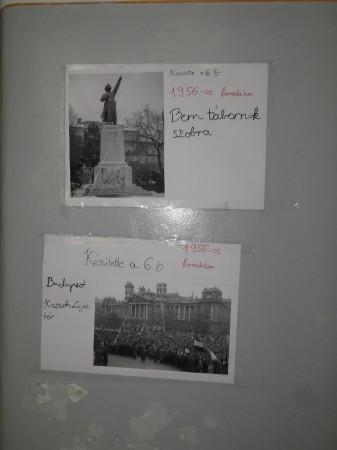 Készítette a 6.b
1956-os forradalom
Bem tábornok
szobra
Készítette a 6.b
1956-os
forradalom
Budapest
Kossuth Lajos
tér